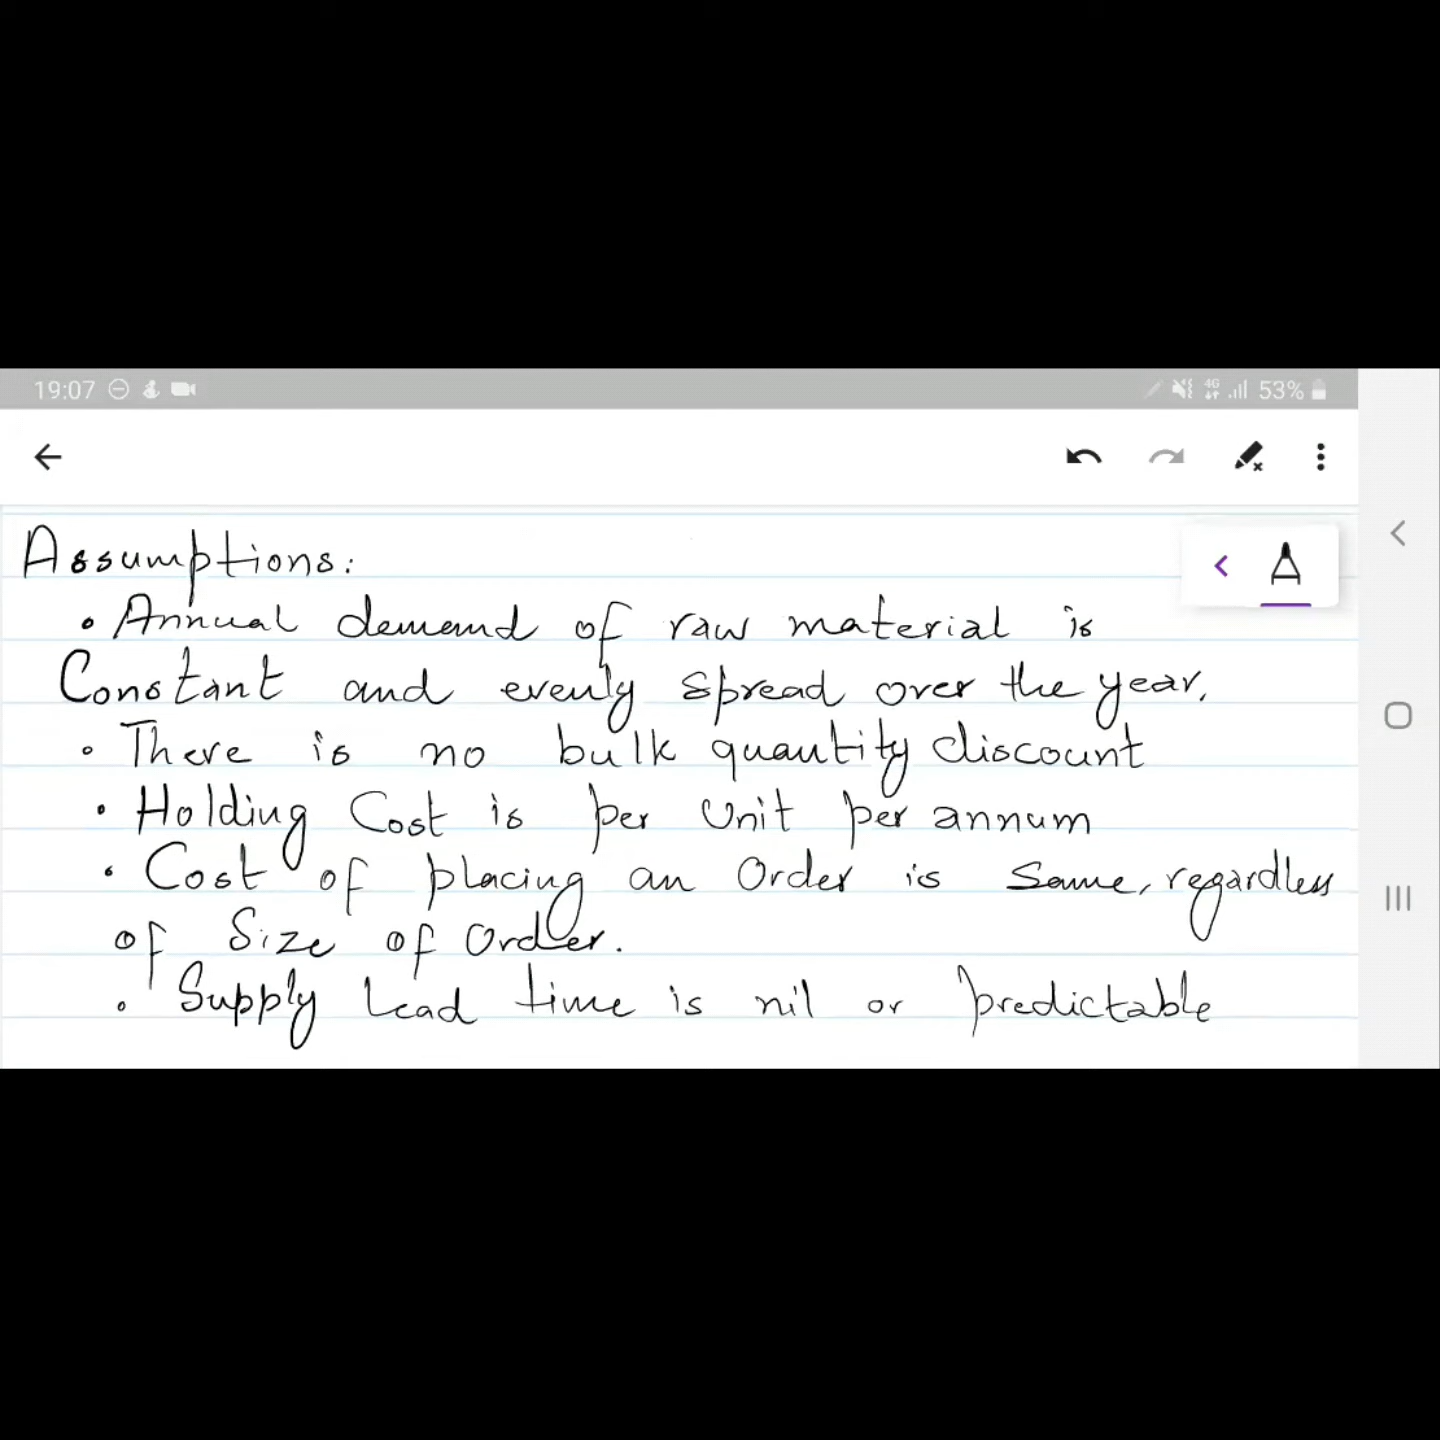 19:07
4G
53%
Assumptions:
• Annual demand of raw material is
Constant and evenly spread over the year.
• There is no bulk quantity discount
• Holding Cost is per Unit per annum
• Cost of placing an Order is Same, regardless
of Size of Order.
• Supply Lead time is nil or predictable